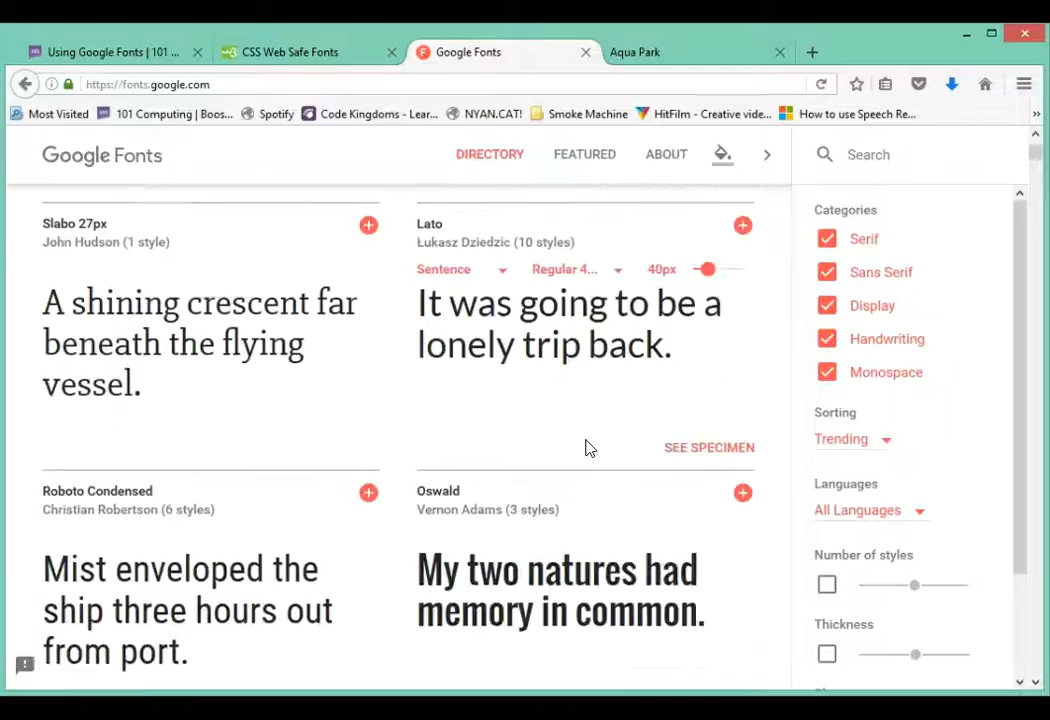 Using Google Fonts | 101 ...
CSS Web Safe Fonts
Google Fonts
Aqua Park
https://fonts.google.com
Most Visited
101 Computing | Boos...
Spotify
Code Kingdoms - Lear...
NYAN.CAT!
Smoke Machine
HitFilm - Creative vide...
How to use Speech Re...
Google Fonts
DIRECTORY
FEATURED
ABOUT
Search
Slabo 27px
John Hudson (1 style)
A shining crescent far
beneath the flying
vessel.
Lato
Łukasz Dziedzic (10 styles)
Sentence
Regular 4...
40px
It was going to be a
lonely trip back.
SEE SPECIMEN
Roboto Condensed
Christian Robertson (6 styles)
Mist enveloped the
ship three hours out
from port.
Oswald
Vernon Adams (3 styles)
My two natures had
memory in common.
Categories
Serif
Sans Serif
Display
Handwriting
Monospace
Sorting
Trending
Languages
All Languages
Number of styles
Thickness